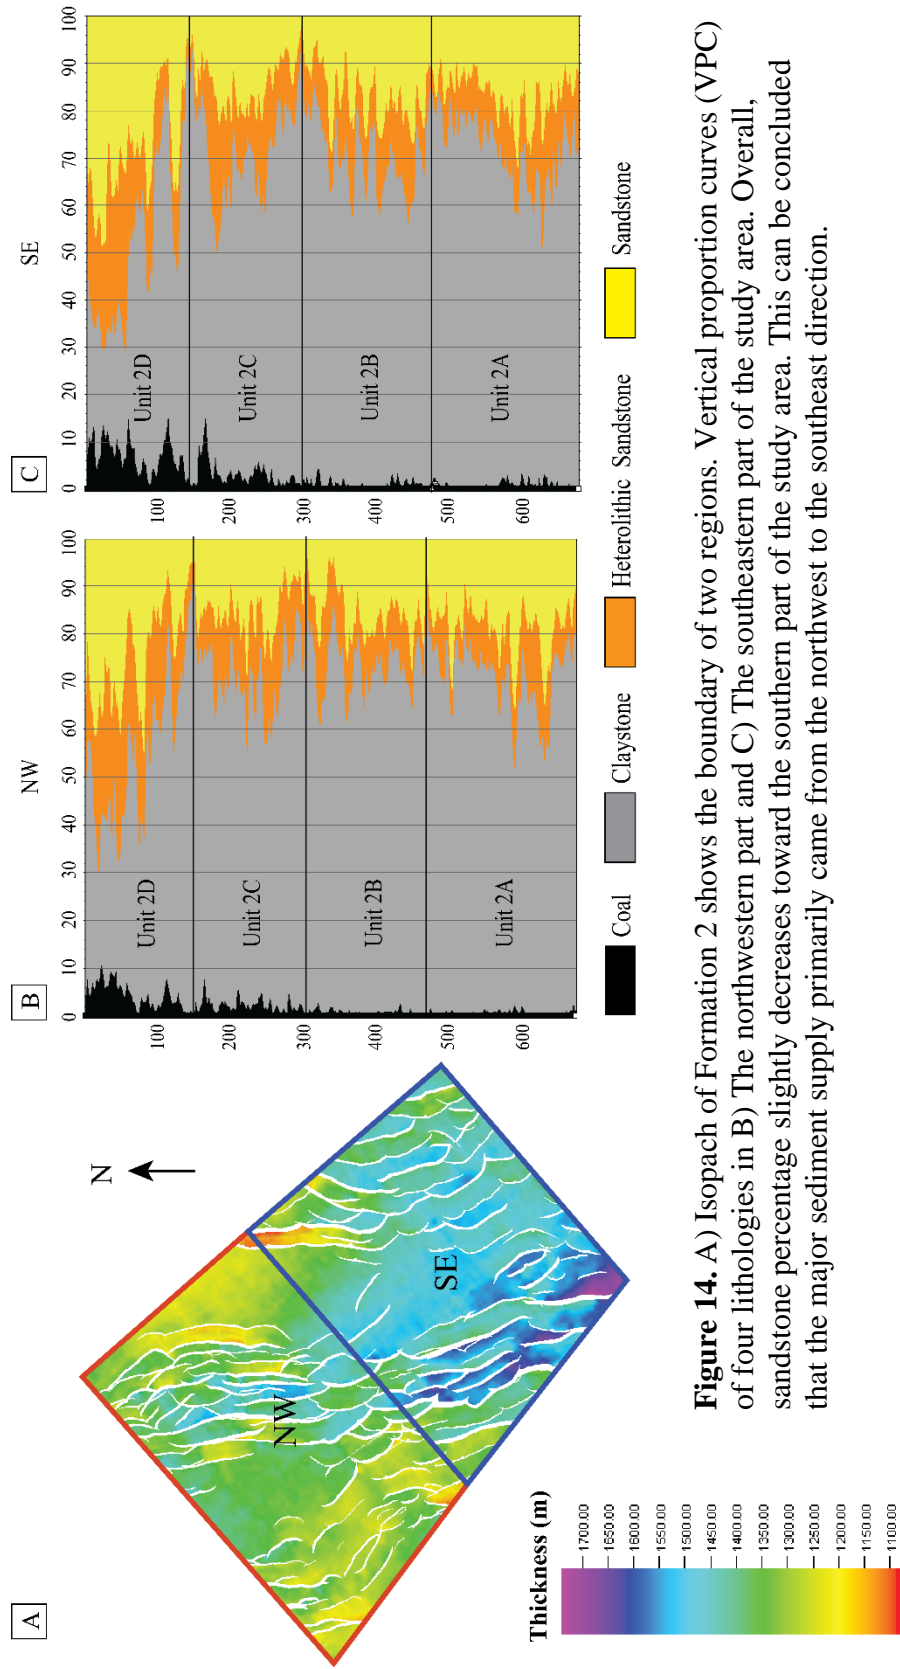 A
N
NW
SE
Thickness (m)
1700.00
1650.00
1600.00
1550.00
1500.00
1450.00
1400.00
1350.00
1300.00
1250.00
1200.00
1150.00
1100.00
B
NW
0 10 20 30 40 50 60 70 80 90 100
100
200
300
400
500
600
Unit 2D
Unit 2C
Unit 2B
Unit 2A
C
SE
0 10 20 30 40 50 60 70 80 90 100
100
200
300
400
500
600
Unit 2D
Unit 2C
Unit 2B
Unit 2A
Coal Claystone Heterolithic Sandstone Sandstone
Figure 14. A) Isopach of Formation 2 shows the boundary of two regions. Vertical proportion curves (VPC)
of four lithologies in B) The northwestern part and C) The southeastern part of the study area. Overall,
sandstone percentage slightly decreases toward the southern part of the study area. This can be concluded
that the major sediment supply primarily came from the northwest to the southeast direction.